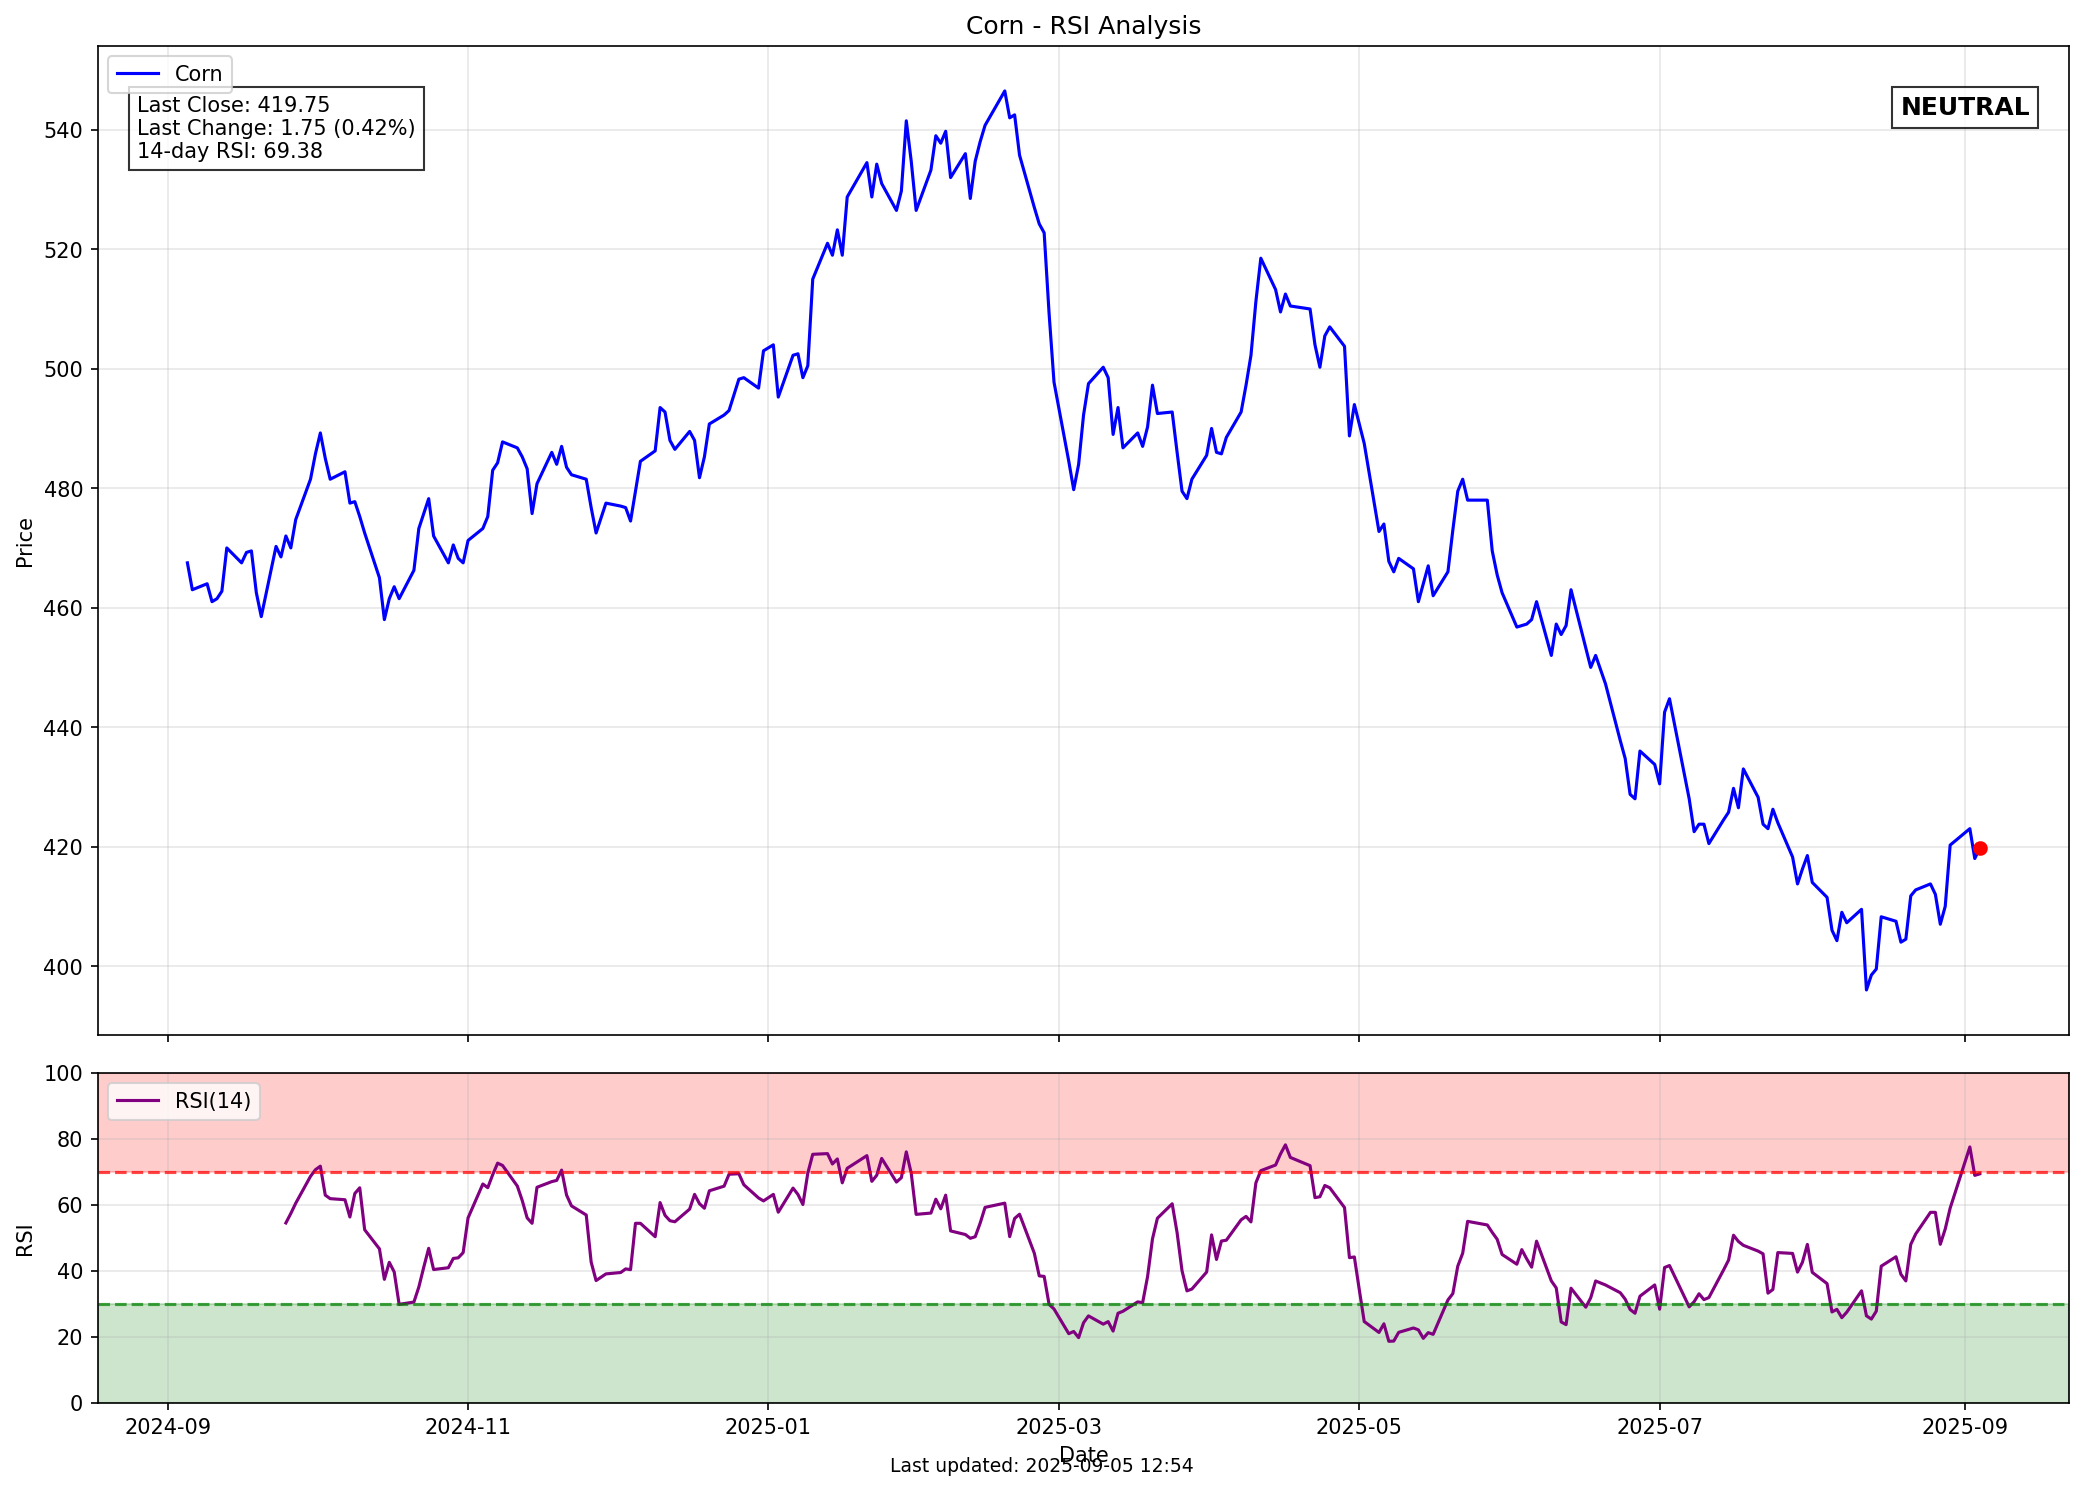 Corn - RSI Analysis
Corn
Last Close: 419.75
Last Change: 1.75 (0.42%)
14-day RSI: 69.38
NEUTRAL
540
520
500
480
460
440
420
400
Price
100
80
60
40
20
0
RSI
RSI(14)
2024-09
2024-11
2025-01
2025-03
2025-05
2025-07
2025-09
Date
Last updated: 2025-09-05 12:54